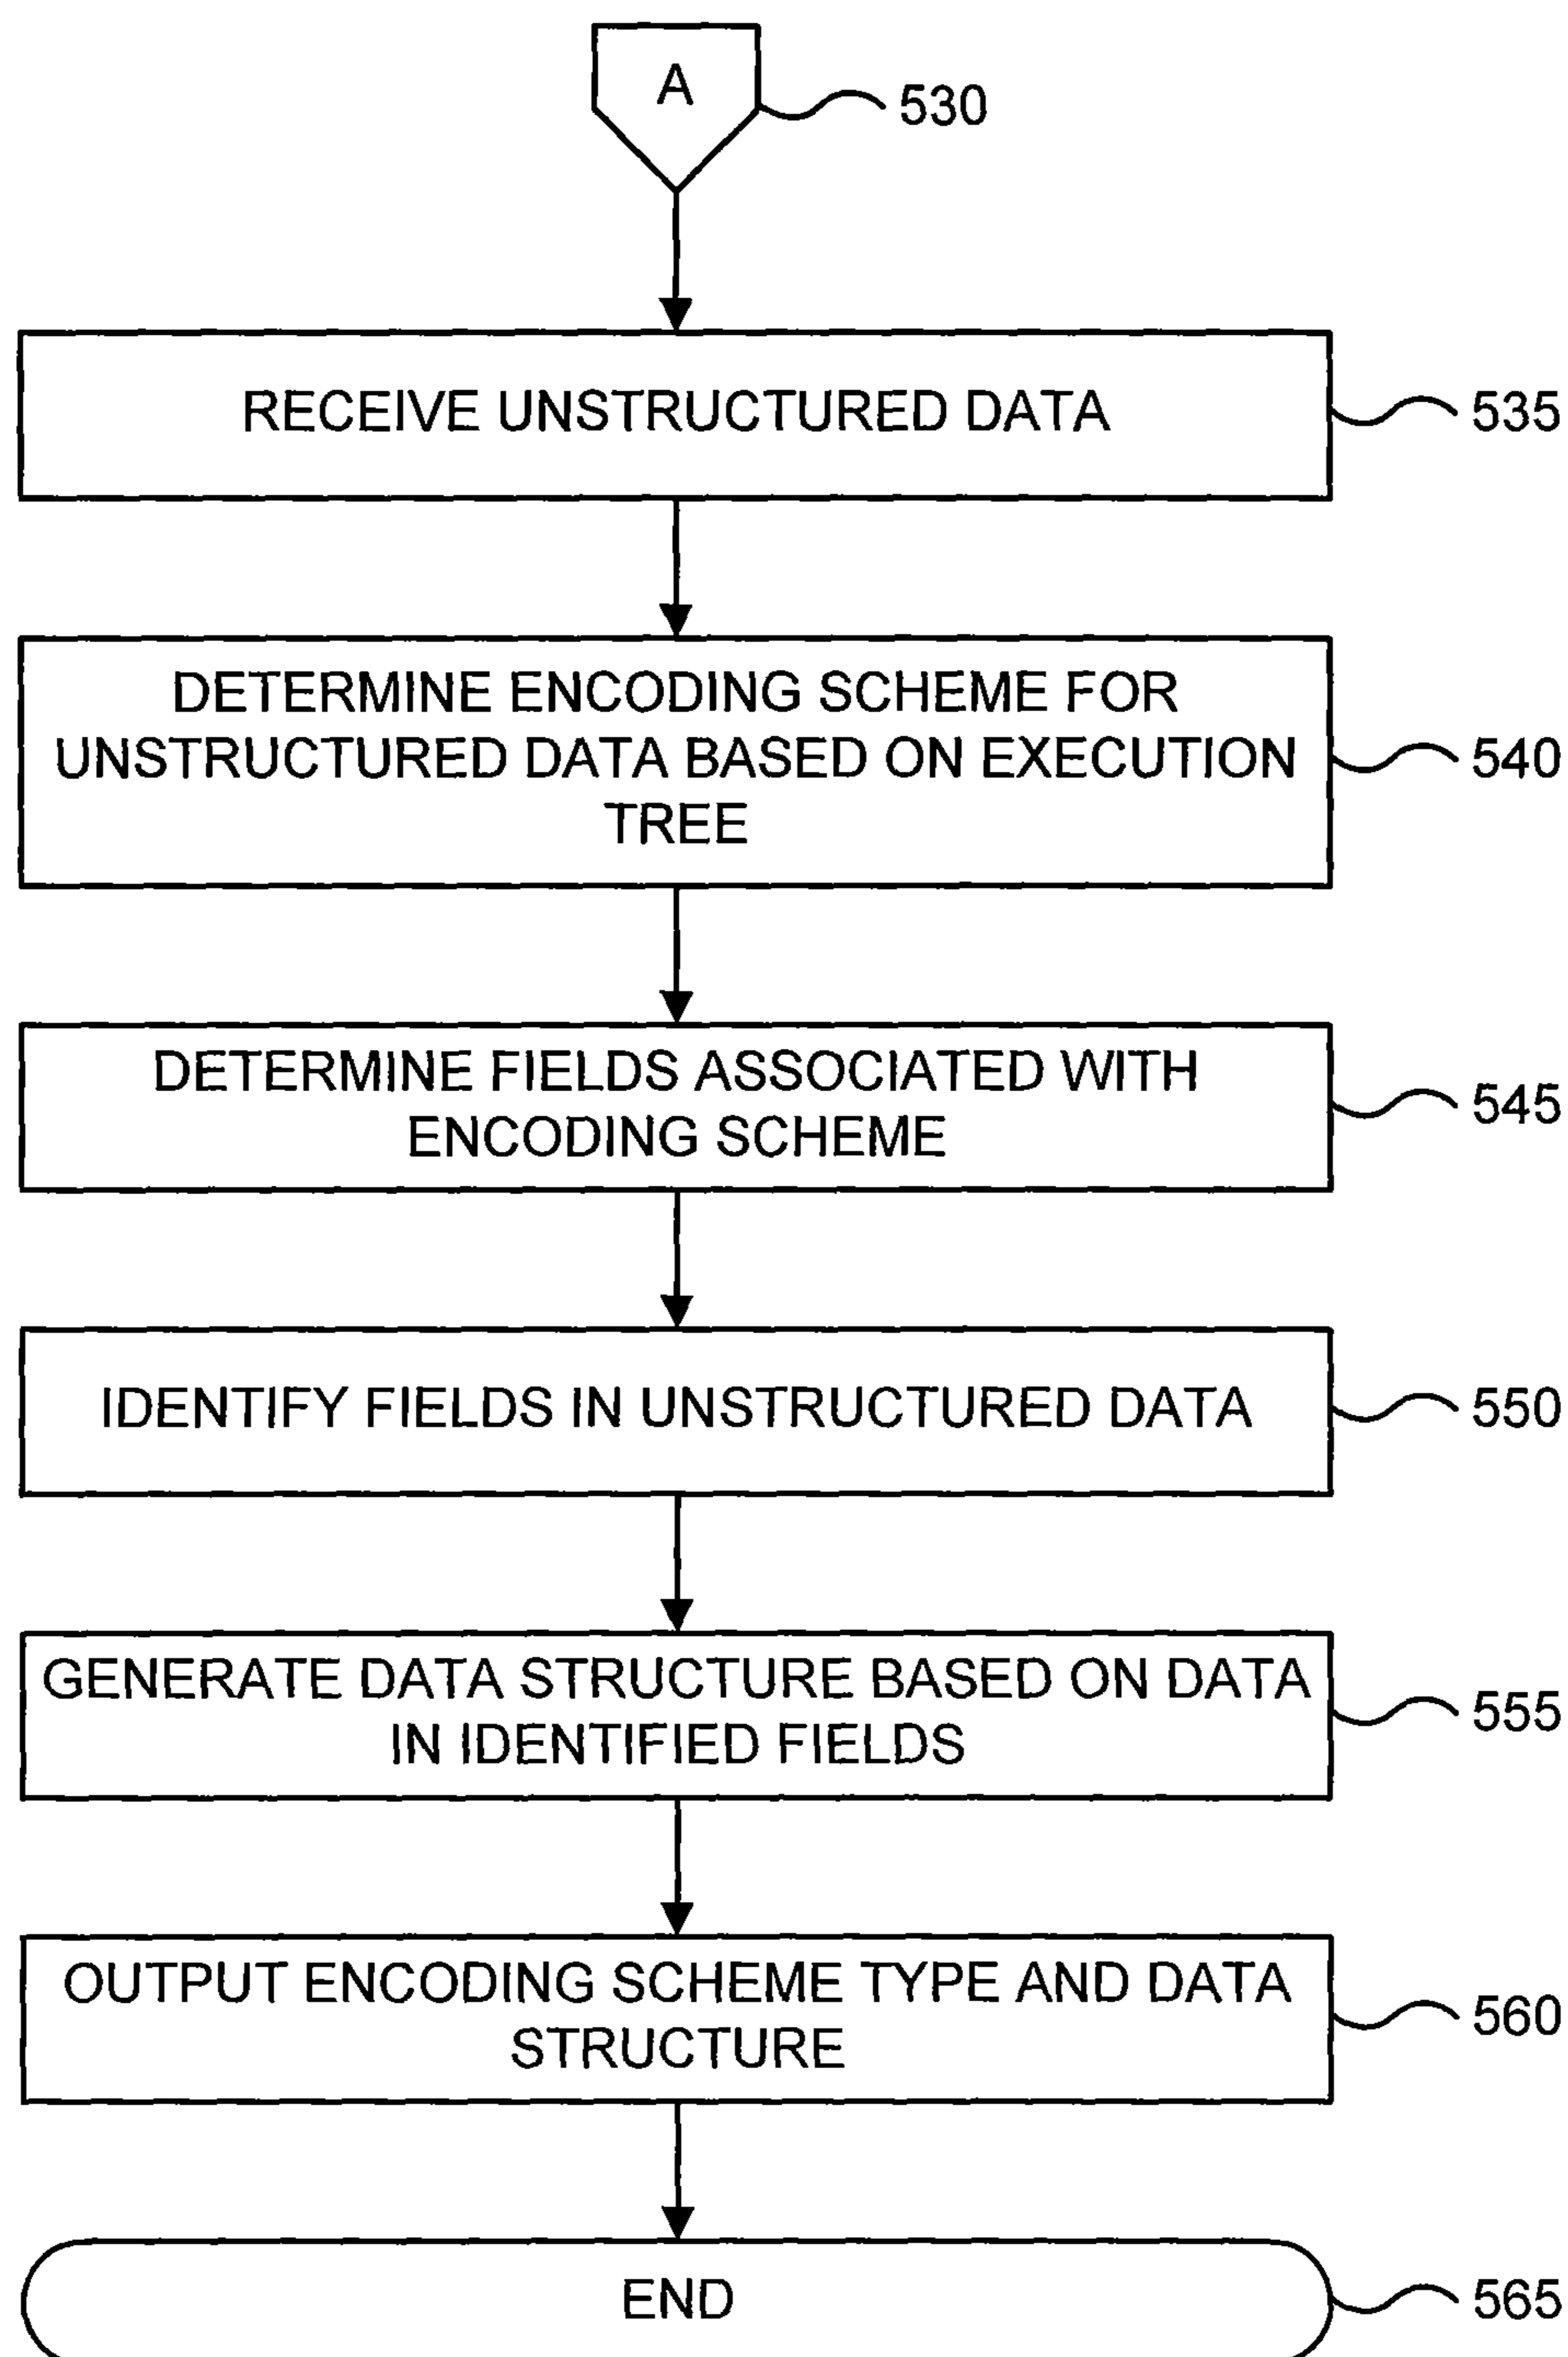 A
530
RECEIVE UNSTRUCTURED DATA
535
DETERMINE ENCODING SCHEME FOR
UNSTRUCTURED DATA BASED ON EXECUTION
TREE
540
DETERMINE FIELDS ASSOCIATED WITH
ENCODING SCHEME
545
IDENTIFY FIELDS IN UNSTRUCTURED DATA
550
GENERATE DATA STRUCTURE BASED ON DATA
IN IDENTIFIED FIELDS
555
OUTPUT ENCODING SCHEME TYPE AND DATA
STRUCTURE
560
END
565